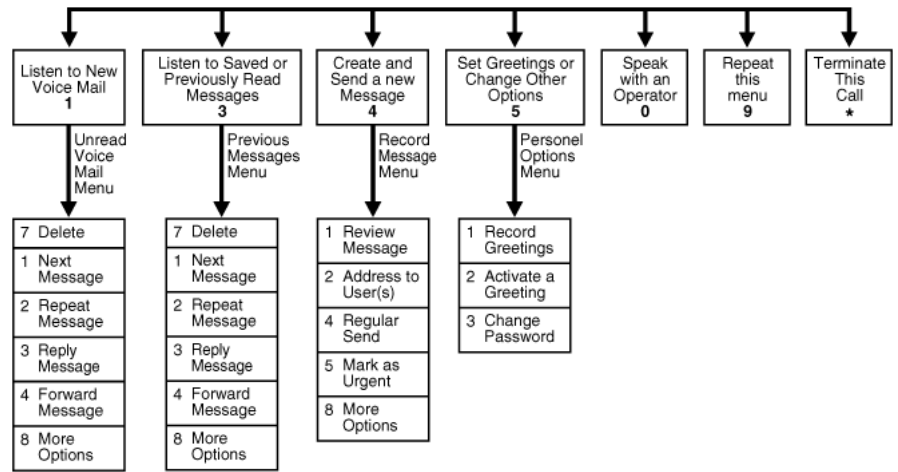 Listen to New
Voice Mail
1
Listen to Saved or
Previously Read
Messages
3
Create and
Send a new
Message
4
Set Greetings or
Change Other
Options
5
Speak
with an
Operator
0
Repeat
this
menu
9
Terminate
This
Call
*
Unread
Voice
Mail
Menu
Previous
Messages
Menu
Record
Message
Menu
Personel
Options
Menu
7 Delete
1 Next
Message
2 Repeat
Message
3 Reply
Message
4 Forward
Message
8 More
Options
7 Delete
1 Next
Message
2 Repeat
Message
3 Reply
Message
4 Forward
Message
8 More
Options
1 Review
Message
2 Address to
User(s)
4 Regular
Send
5 Mark as
Urgent
8 More
Options
1 Record
Greetings
2 Activate a
Greeting
3 Change
Password